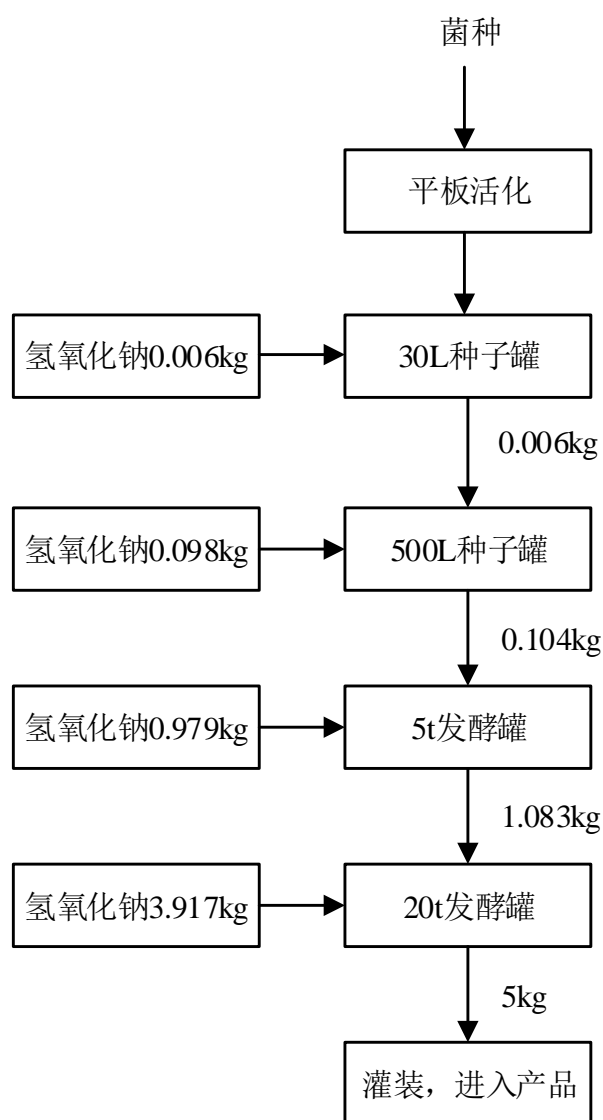 菌种
平板活化
氢氧化钠0.006kg
30L种子罐
0.006kg
氢氧化钠0.098kg
500L种子罐
0.104kg
氢氧化钠0.979kg
5t发酵罐
1.083kg
氢氧化钠3.917kg
20t发酵罐
5kg
灌装，进入产品